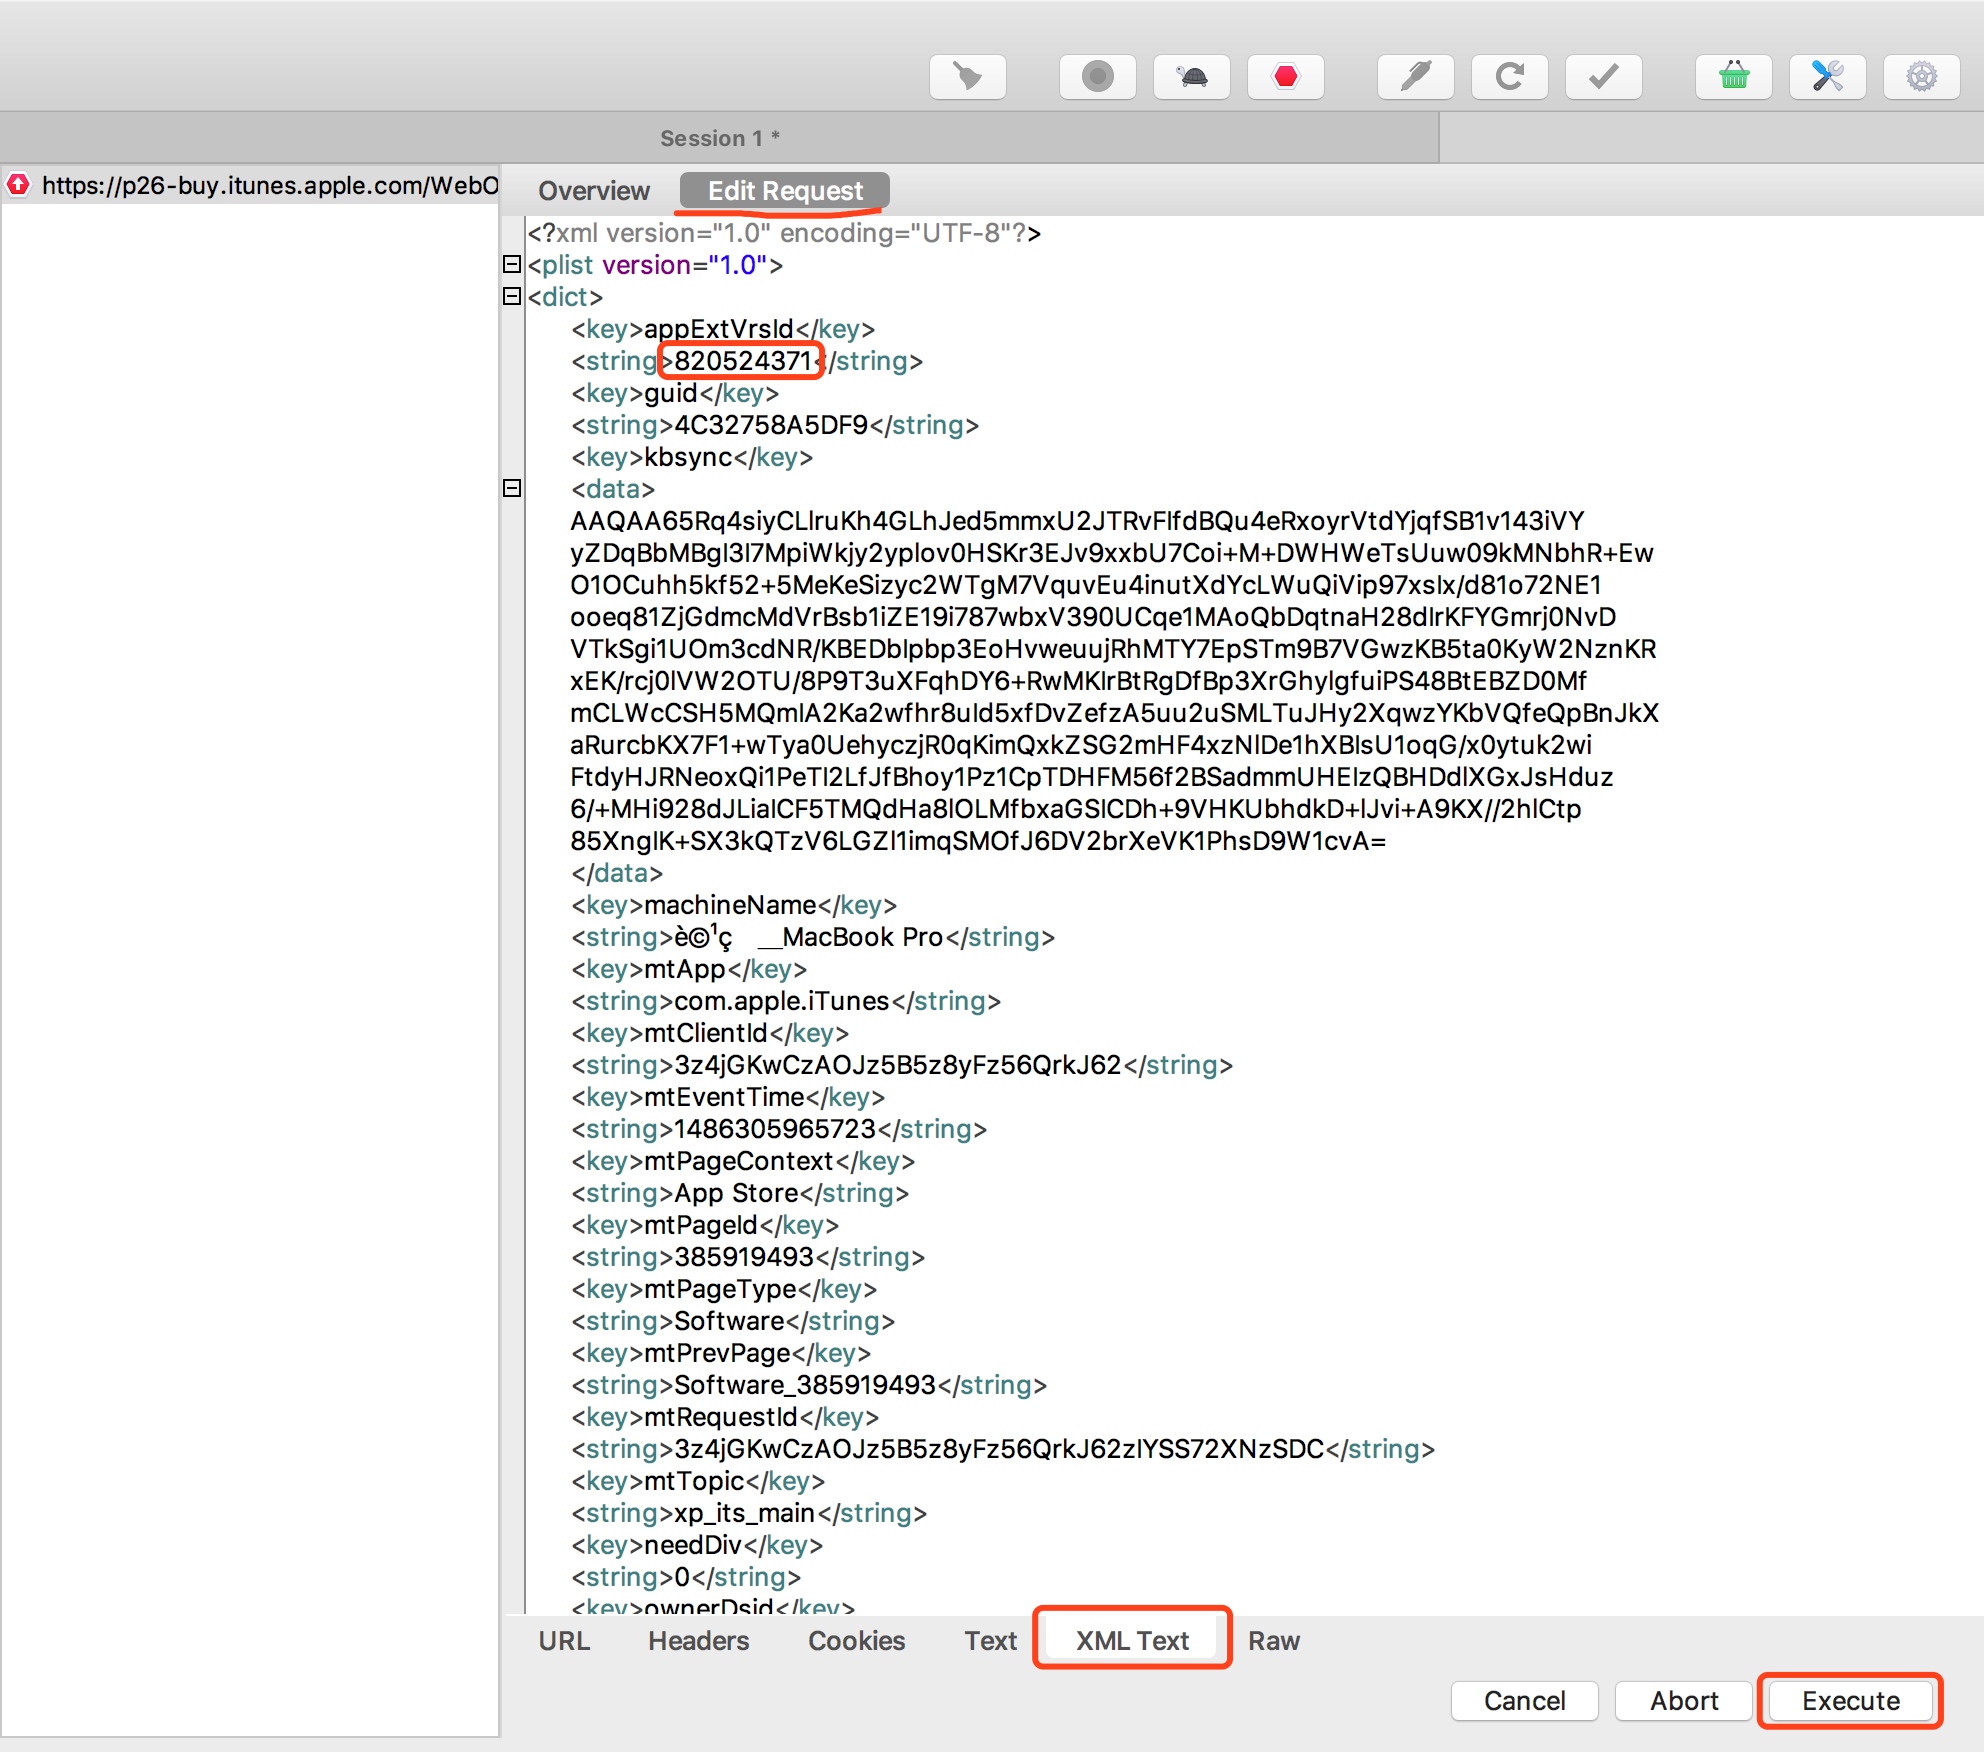 Session 1 *
https://p26-buy.itunes.apple.com/WebO
Overview
Edit Request
<?xml version="1.0" encoding="UTF-8"?>
<plist version="1.0">
<dict>
<key>appExtVrsId</key>
<string>820524371</string>
<key>guid</key>
<string>4C32758A5DF9</string>
<key>kbsync</key>
<data>
AAQAA65Rq4siyCLlruKh4GLhJed5mmxU2JTRvFlfdBQu4eRxoyrVtdYjqfSB1v143iVY
yZDqBbMBgl3l7MpiWkjy2yplov0HSKr3EJv9xxbU7Coi+M+DWHWeTsUuw09kMNbhR+Ew
O1OCuhh5kf52+5MeKeSizyc2WTgM7VquvEu4inutXdYcLWuQiVip97xslx/d81o72NE1
ooeq81ZjGdmcMdVrBsb1iZE19i787wbxV390UCqe1MAoQbDqtnaH28dlrKFYGmrj0NvD
VTkSgi1UOm3cdNR/KBEDblpbp3EoHvweuujRhMTY7EpSTm9B7VGwzKB5ta0KyW2NznKR
xEK/rcj0lVW2OTU/8P9T3uXFqhDY6+RwMKlrBtRgDfBp3XrGhylgfuiPS48BtEBZD0Mf
mCLWcCSH5MQmlA2Ka2wfhr8uld5xfDvZefzA5uu2uSMLTuJHy2XqwzYKbVQfeQpBnJkX
aRurcbKX7F1+wTya0UehyczjR0qKimQxkZSG2mHF4xzNlDe1hXBlsU1oqG/x0ytuk2wi
FtdyHJRNeoxQi1PeTl2LfJfBhoy1Pz1CpTDHFM56f2BSadmmUHElzQBHDdlXGxJsHduz
6/+MHi928dJLialCF5TMQdHa8lOLMfbxaGSlCDh+9VHKUbhdkD+lJvi+A9KX//2hlCtp
85XnglK+SX3kQTzV6LGZl1imqSMOfJ6DV2brXeVK1PhsD9W1cvA=
</data>
<key>machineName</key>
<string>è©¹ç __MacBook Pro</string>
<key>mtApp</key>
<string>com.apple.iTunes</string>
<key>mtClientId</key>
<string>3z4jGKwCzAOJz5B5z8yFz56QrkJ62</string>
<key>mtEventTime</key>
<string>1486305965723</string>
<key>mtPageContext</key>
<string>App Store</string>
<key>mtPageId</key>
<string>385919493</string>
<key>mtPageType</key>
<string>Software</string>
<key>mtPrevPage</key>
<string>Software_385919493</string>
<key>mtRequestId</key>
<string>3z4jGKwCzAOJz5B5z8yFz56QrkJ62zlYSS72XNzSDC</string>
<key>mtTopic</key>
<string>xp_its_main</string>
<key>needDiv</key>
<string>0</string>
<key>ownerDsid</key>
URL
Headers
Cookies
Text
XML Text
Raw
Cancel
Abort
Execute